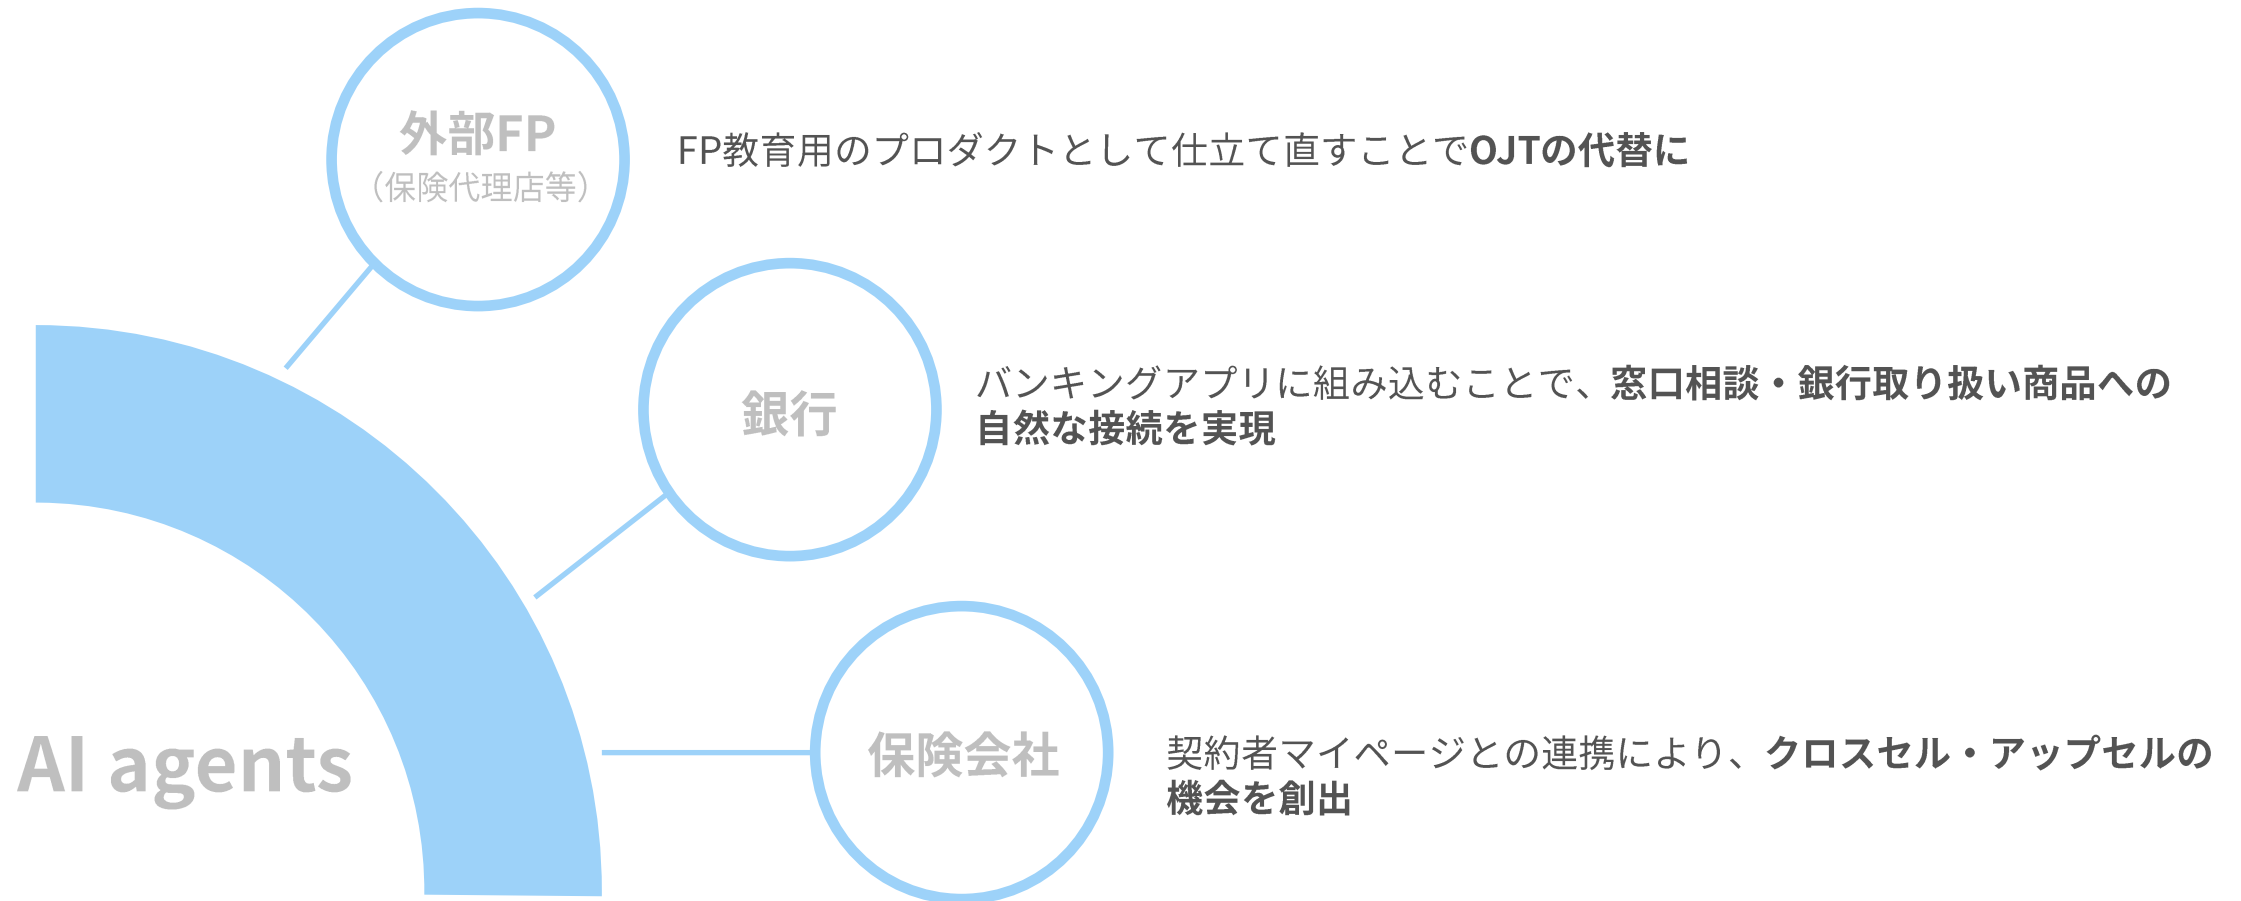 外部FP
（保険代理店等）
FP教育用のプロダクトとして仕立て直すことでOJTの代替に
銀行
バンキングアプリに組み込むことで、窓口相談・銀行取り扱い商品への
自然な接続を実現
AI agents
保険会社
契約者マイページとの連携により、クロスセル・アップセルの
機会を創出